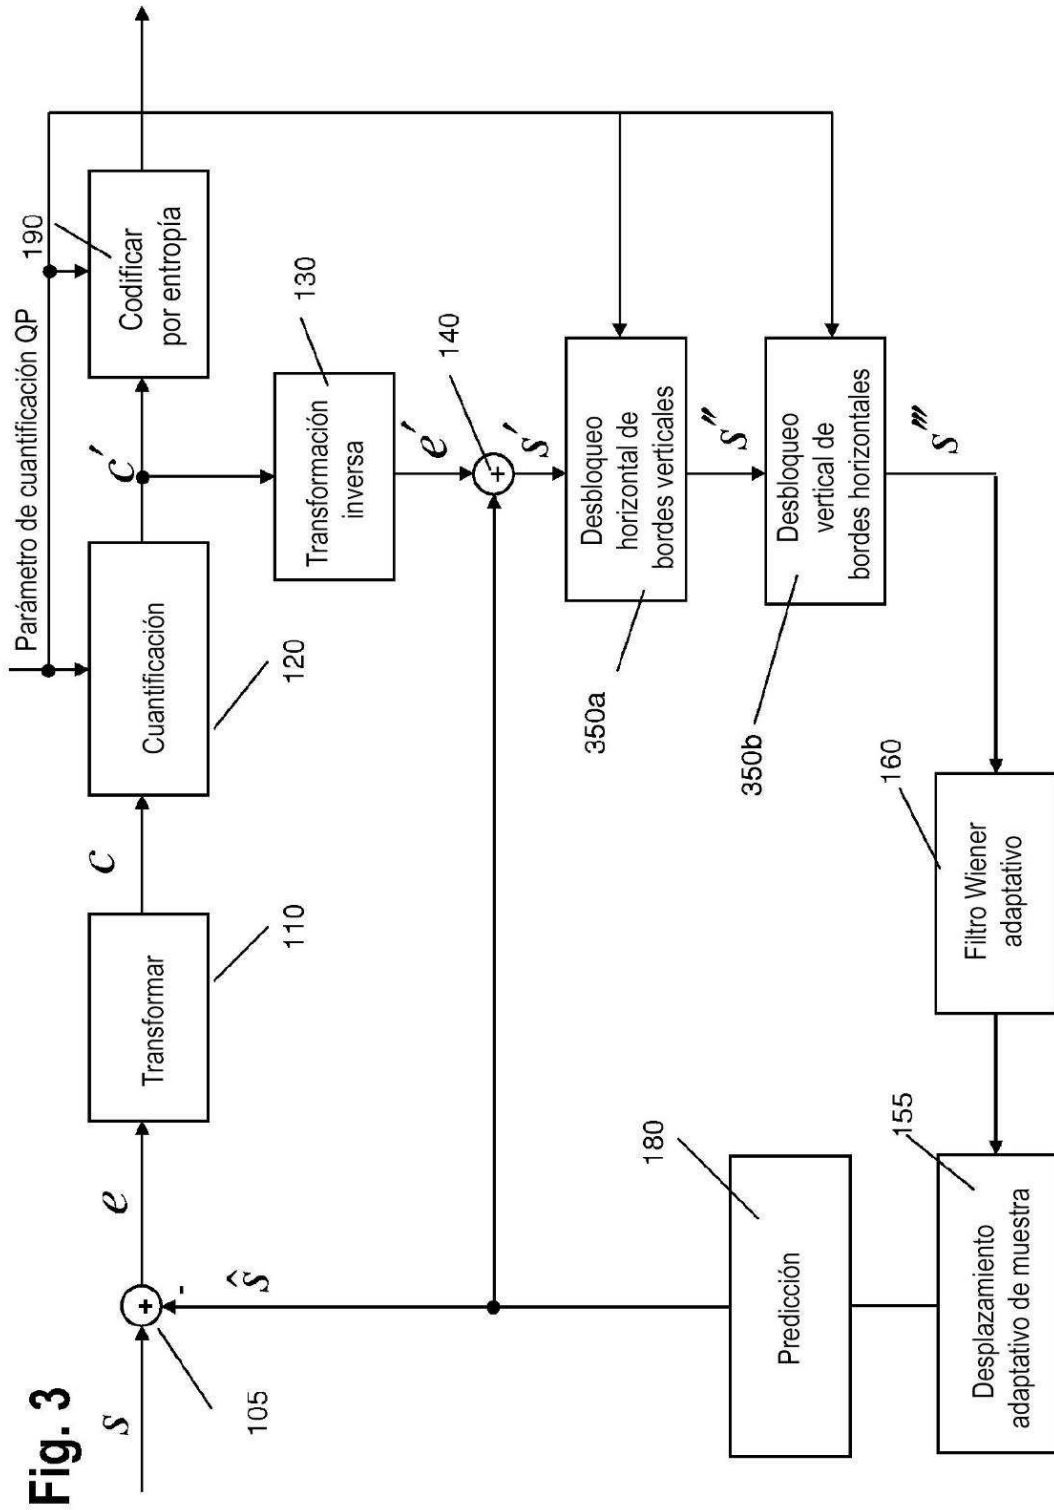 Fig. 3
s
105
e
Transformar
110
c
Cuantificación
120
Parámetro de cuantificación QP
c'
Codificar
por entropía
190
Transformación
inversa
130
e'
+
140
s'
+
-
ŝ
Desbloqueo
horizontal de
bordes verticales
350a
s''
Desbloqueo
vertical de
bordes horizontales
350b
s'''
Filtro Wiener
adaptativo
160
Desplazamiento
adaptativo de muestra
155
Predicción
180